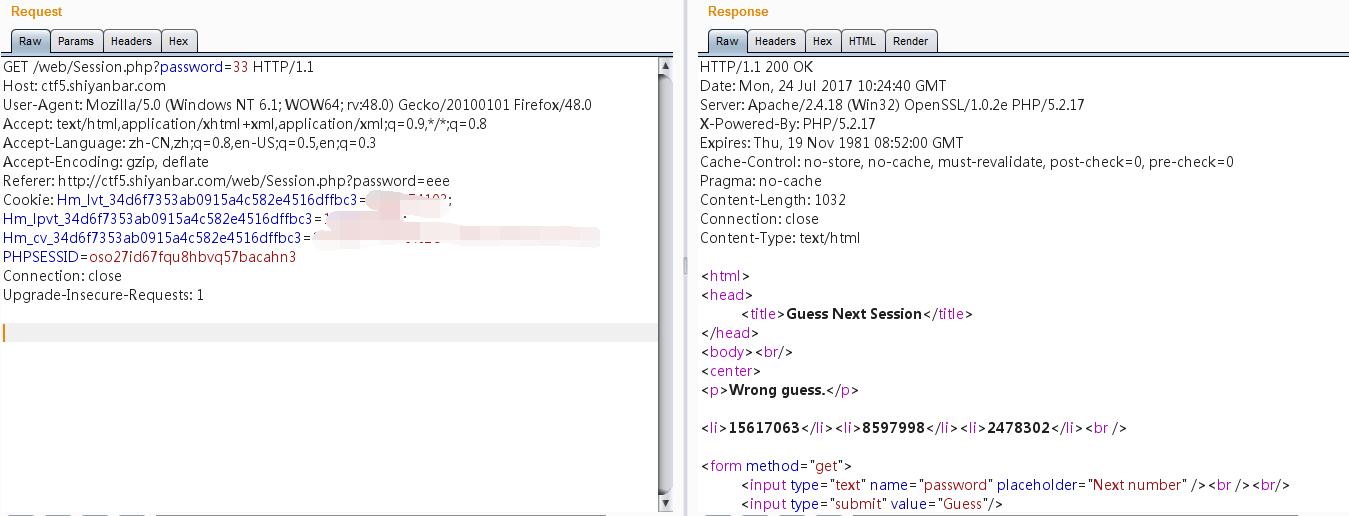 Request
Raw Params Headers Hex
GET /web/Session.php?password=33 HTTP/1.1
Host: ctf5.shiyanbar.com
User-Agent: Mozilla/5.0 (Windows NT 6.1; WOW64; rv:48.0) Gecko/20100101 Firefox/48.0
Accept: text/html,application/xhtml+xml,application/xml;q=0.9,*/*;q=0.8
Accept-Language: zh-CN,zh;q=0.8,en-US;q=0.5,en;q=0.3
Accept-Encoding: gzip, deflate
Referer: http://ctf5.shiyanbar.com/web/Session.php?password=eee
Cookie: Hm_lvt_34d6f7353ab0915a4c582e4516dffbc3=
Hm_lpvt_34d6f7353ab0915a4c582e4516dffbc3=
Hm_cv_34d6f7353ab0915a4c582e4516dffbc3=
PHPSESSID=oso27id67fqu8hbvq57bacahn3
Connection: close
Upgrade-Insecure-Requests: 1
Response
Raw Headers Hex HTML Render
HTTP/1.1 200 OK
Date: Mon, 24 Jul 2017 10:24:40 GMT
Server: Apache/2.4.18 (Win32) OpenSSL/1.0.2e PHP/5.2.17
X-Powered-By: PHP/5.2.17
Expires: Thu, 19 Nov 1981 08:52:00 GMT
Cache-Control: no-store, no-cache, must-revalidate, post-check=0, pre-check=0
Pragma: no-cache
Content-Length: 1032
Connection: close
Content-Type: text/html
<html>
<head>
<title>Guess Next Session</title>
</head>
<body><br/>
<center>
<p>Wrong guess.</p>
<li>15617063</li><li>8597998</li><li>2478302</li><br />
<form method="get">
<input type="text" name="password" placeholder="Next number" /><br /><br/>
<input type="submit" value="Guess"/>